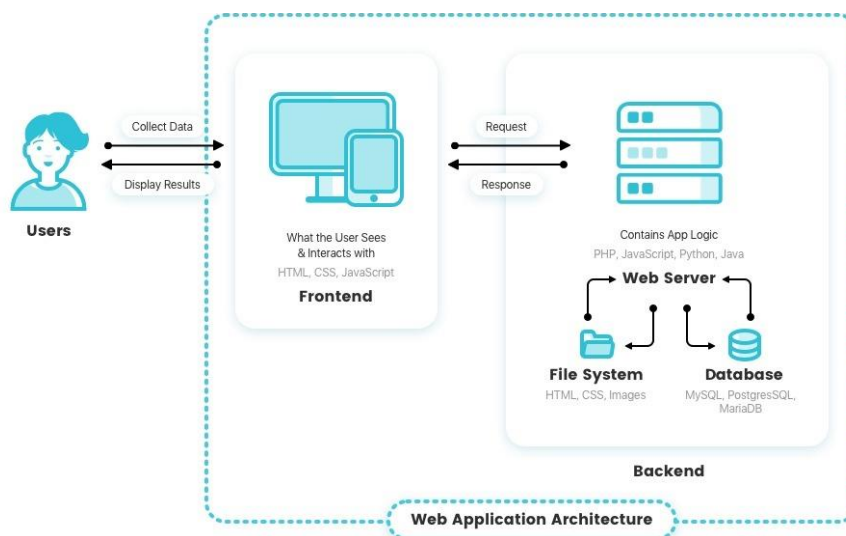 Collect Data
Display Results
Users
What the User Sees
& Interacts with
HTML, CSS, JavaScript
Frontend
Request
Response
Contains App Logic
PHP, JavaScript, Python, Java
Web Server
File System
HTML, CSS, Images
Database
MySQL, PostgresSQL,
MariaDB
Backend
Web Application Architecture